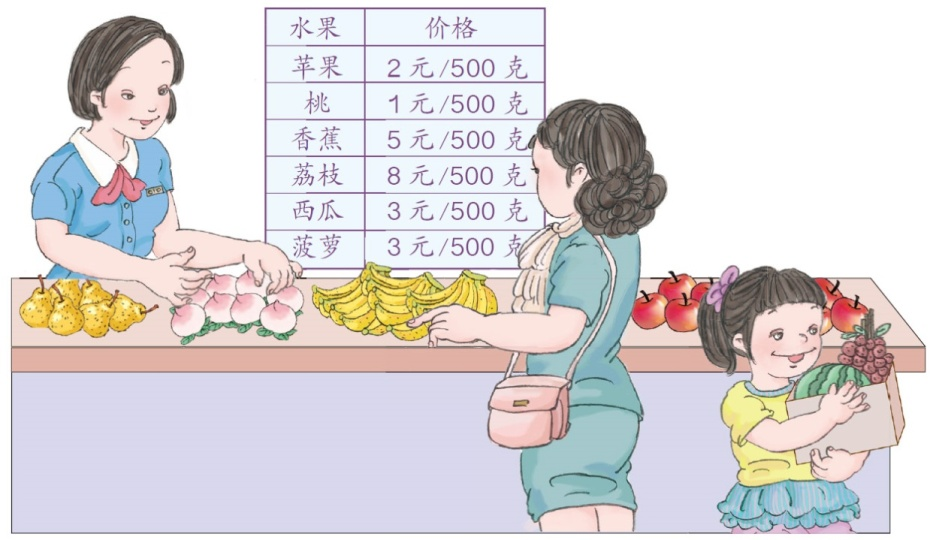 水果 价格
苹果 2元/500克
桃 1元/500克
香蕉 5元/500克
荔枝 8元/500克
西瓜 3元/500克
菠萝 3元/500克